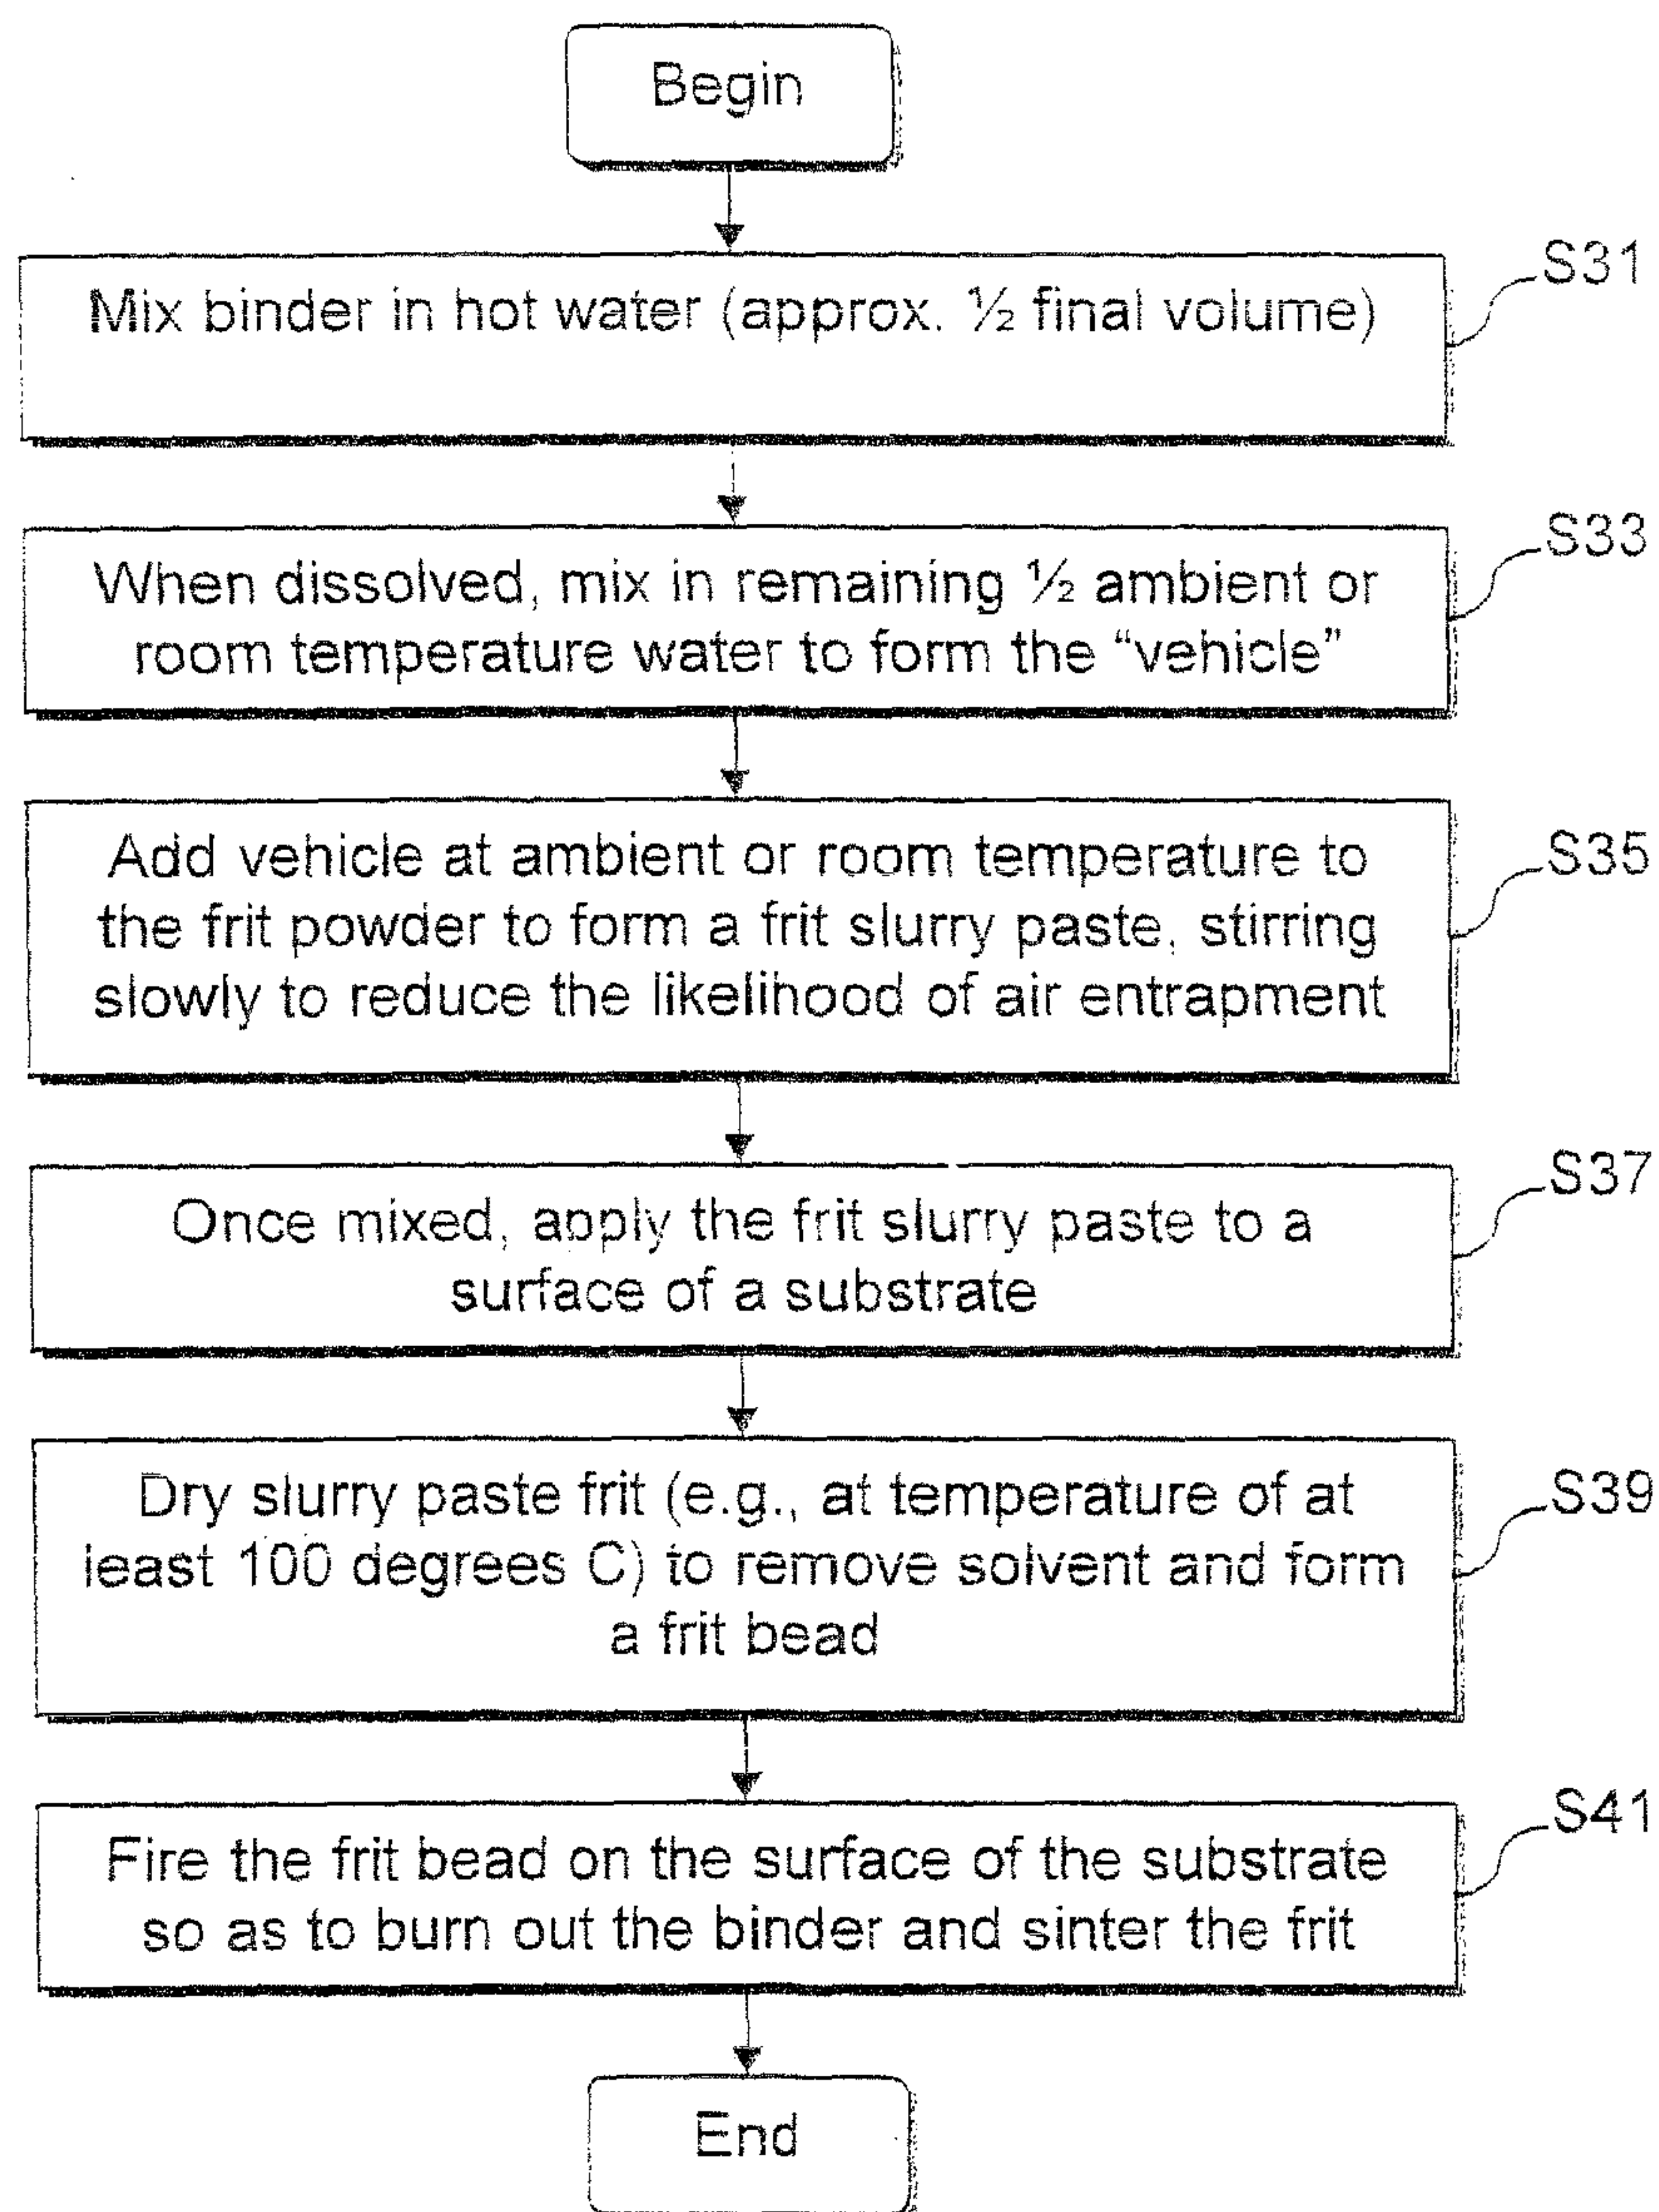 Begin
S31
Mix binder in hot water (approx. ½ final volume)
S33
When dissolved, mix in remaining ½ ambient or
room temperature water to form the “vehicle”
S35
Add vehicle at ambient or room temperature to
the frit powder to form a frit slurry paste, stirring
slowly to reduce the likelihood of air entrapment
S37
Once mixed, apply the frit slurry paste to a
surface of a substrate
S39
Dry slurry paste frit (e.g., at temperature of at
least 100 degrees C) to remove solvent and form
a frit bead
S41
Fire the frit bead on the surface of the substrate
so as to burn out the binder and sinter the frit
End